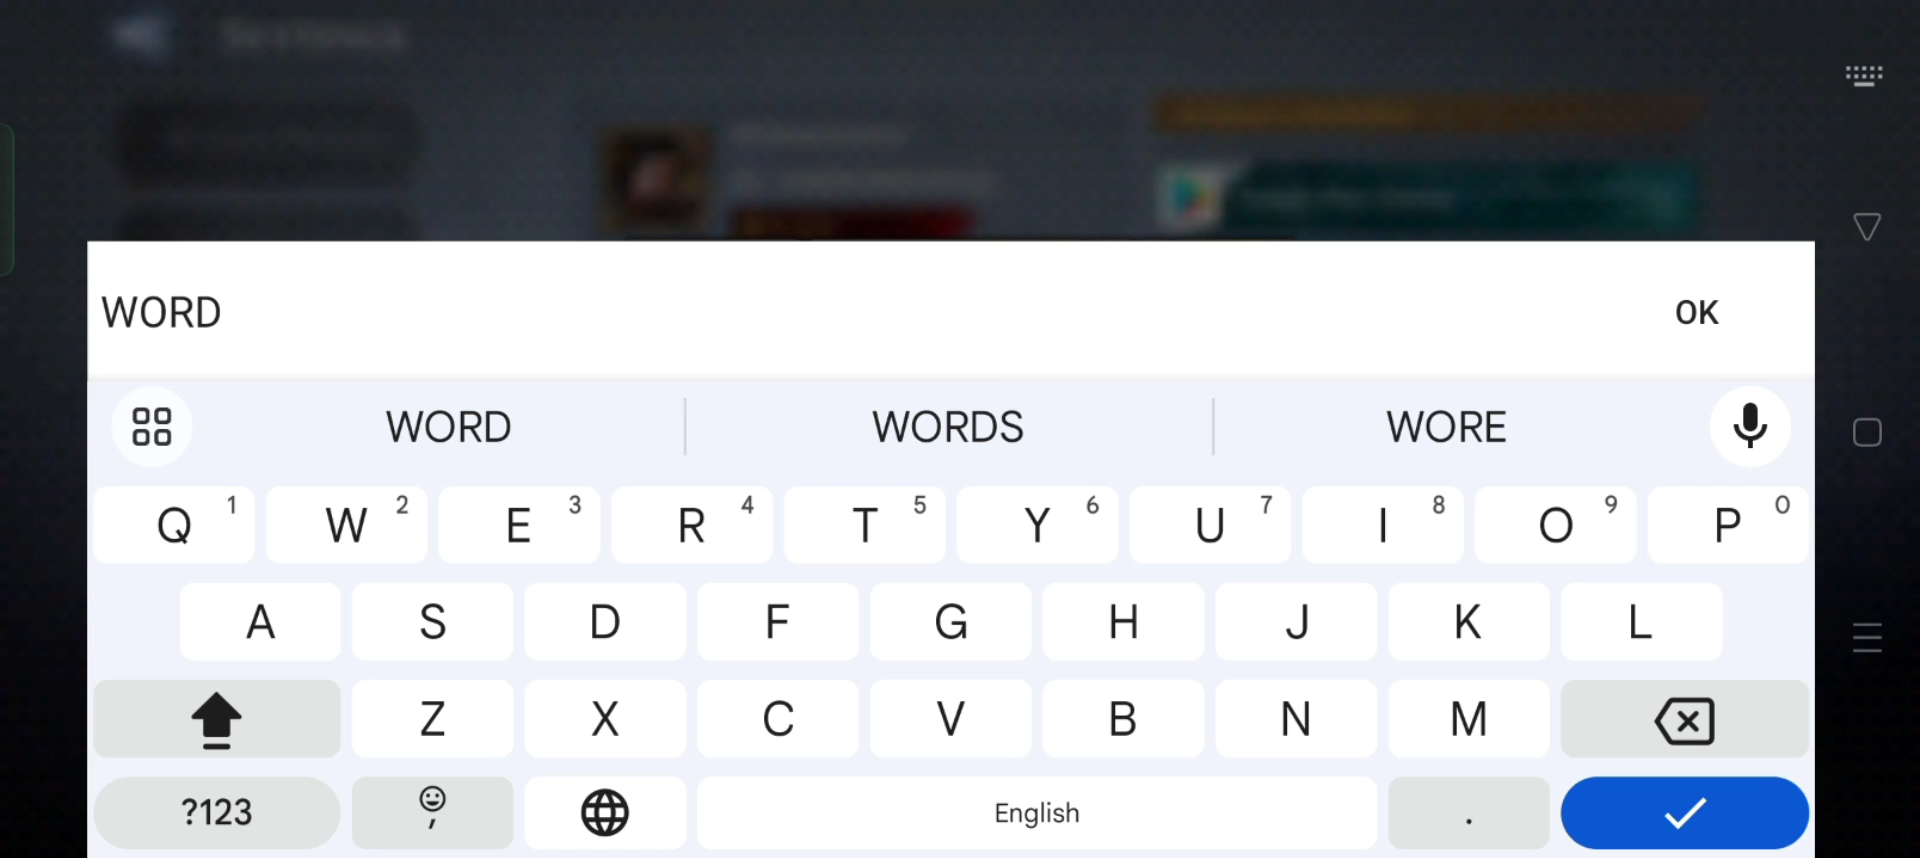 WORD OK
WORD WORDS WORE
Q 1 W 2 E 3 R 4 T 5 Y 6 U 7 I 8 O 9 P 0
A S D F G H J K L
Z X C V B N M
?123 , English .